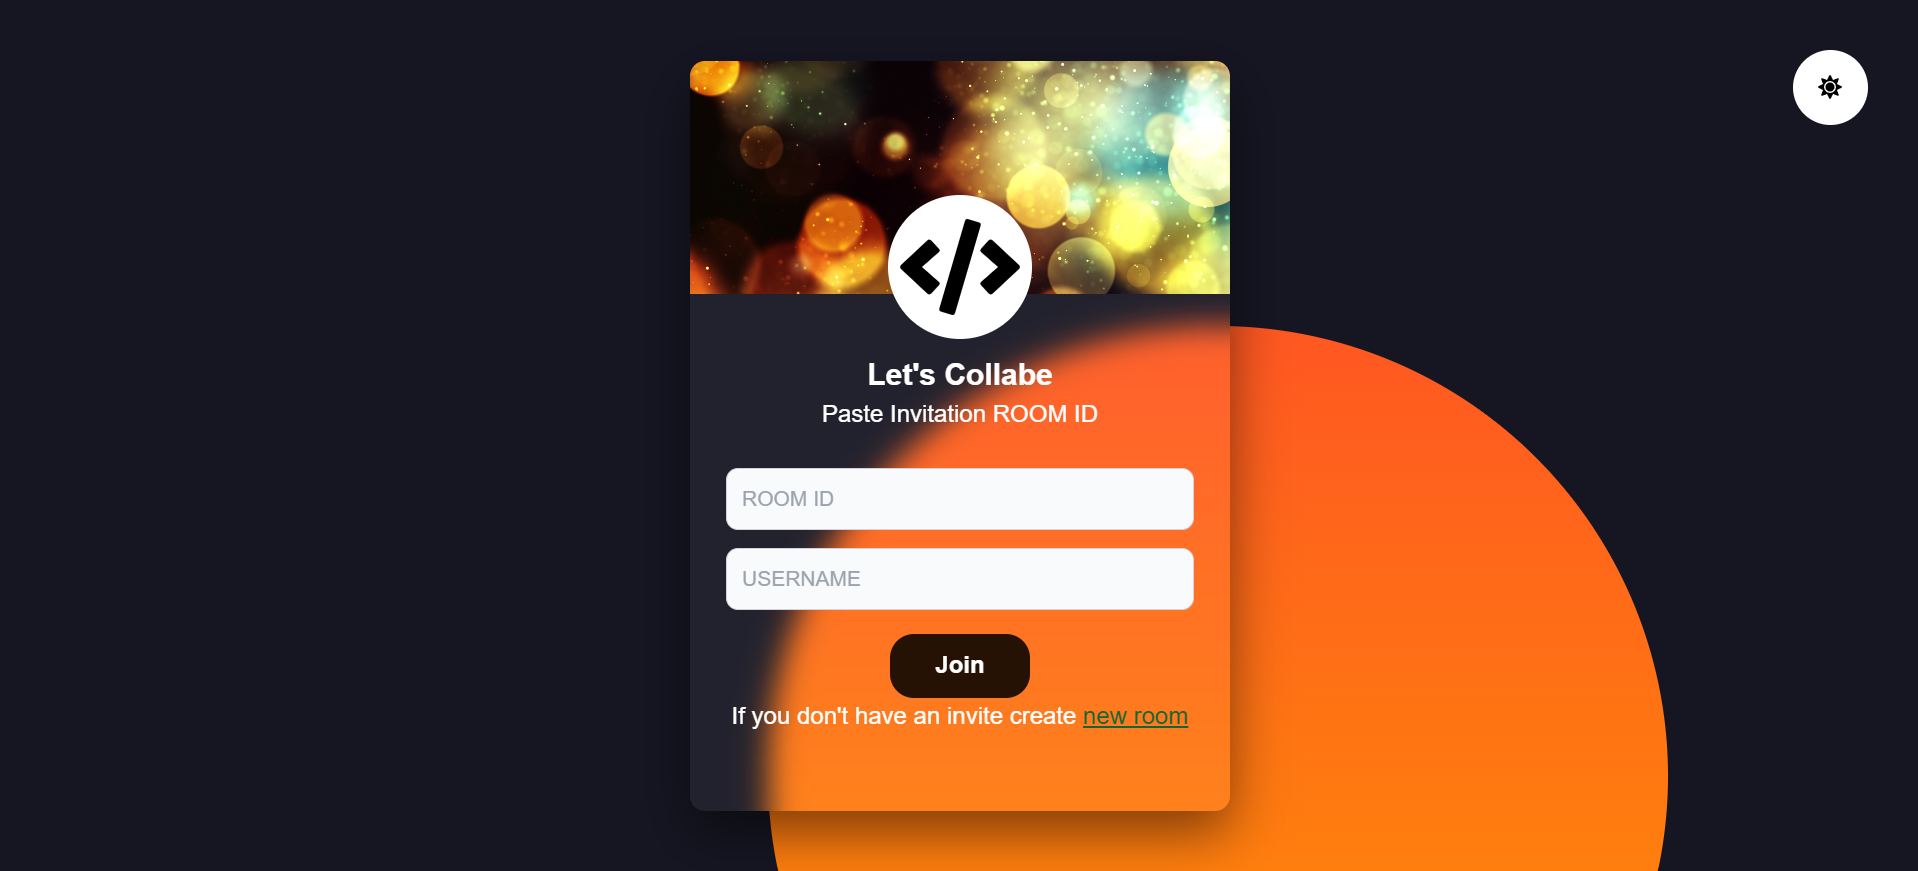 Let's Collabe
Paste Invitation ROOM ID
ROOM ID
USERNAME
Join
If you don't have an invite create new room